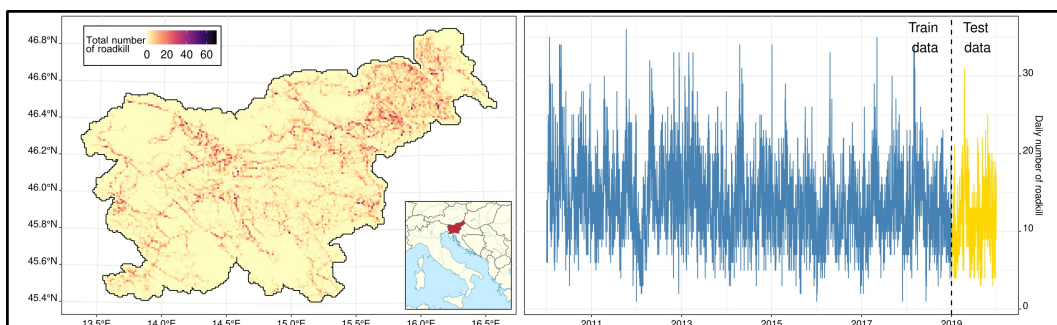 Total number
of roadkill
0 20 40 60
46.8°N
46.6°N
46.4°N
46.2°N
46.0°N
45.8°N
45.6°N
45.4°N
13.5°E 14.0°E 14.5°E 15.0°E 15.5°E 16.0°E 16.5°E
Train
data
Test
data
30
20
10
0
Daily number of roadkill
2011 2013 2015 2017 2019